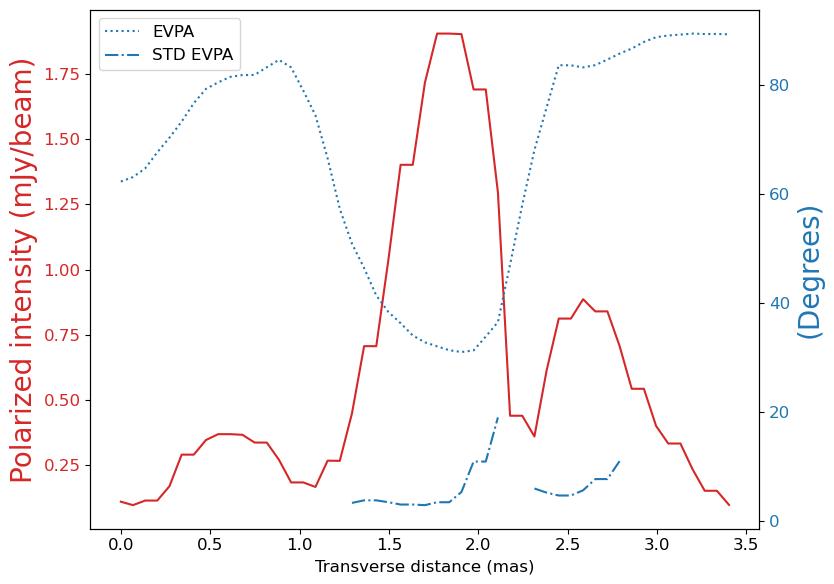 EVPA
STD EVPA
Polarized intensity (mJy/beam)
1.75
1.50
1.25
1.00
0.75
0.50
0.25
80
60
40
20
0
(Degrees)
0.0 0.5 1.0 1.5 2.0 2.5 3.0 3.5
Transverse distance (mas)